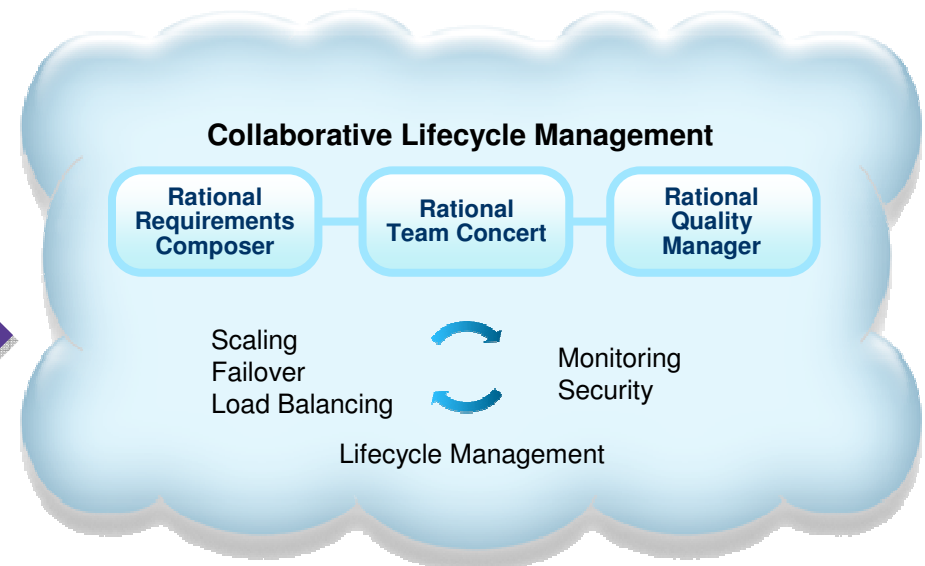 Collaborative Lifecycle Management
Rational
Requirements
Composer
Rational
Team Concert
Rational
Quality
Manager
Scaling
Failover
Load Balancing
Monitoring
Security
Lifecycle Management